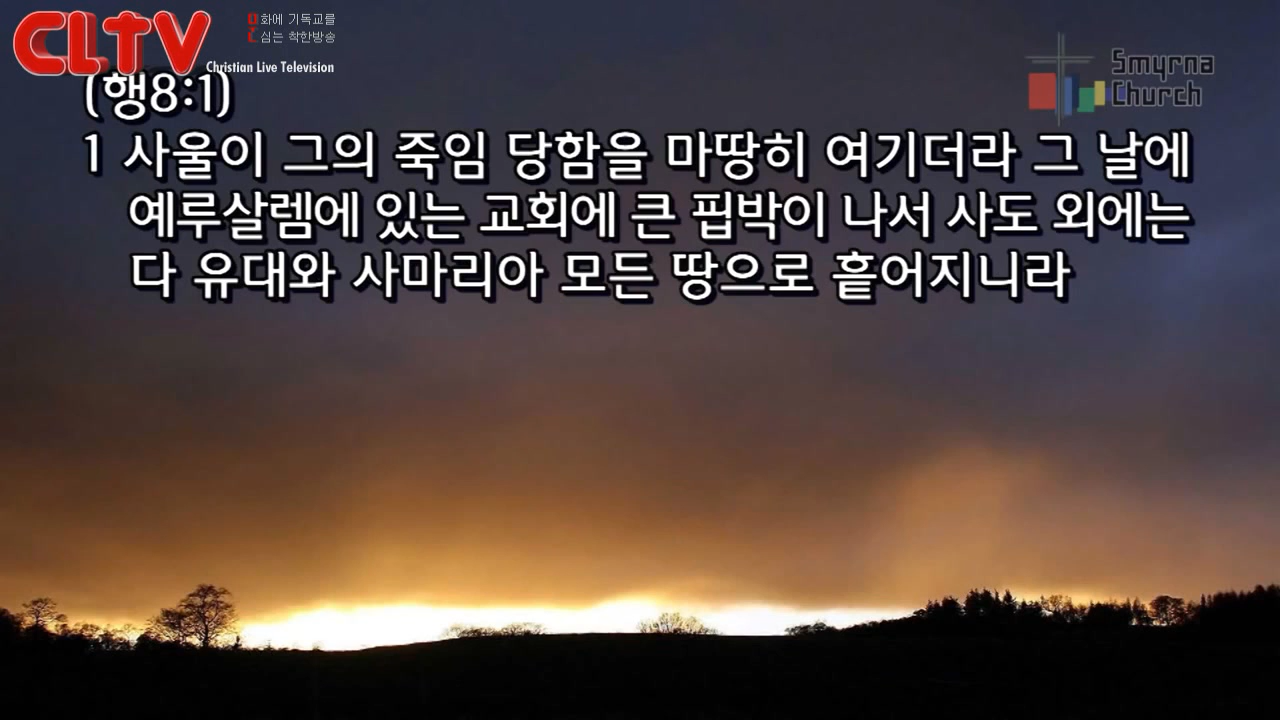 CLTV
문화에 기독교를
심는 착한방송
Christian Live Television
Smyrna
Church
(행8:1)
1 사울이 그의 죽임 당함을 마땅히 여기더라 그 날에
예루살렘에 있는 교회에 큰 핍박이 나서 사도 외에는
다 유대와 사마리아 모든 땅으로 흩어지니라